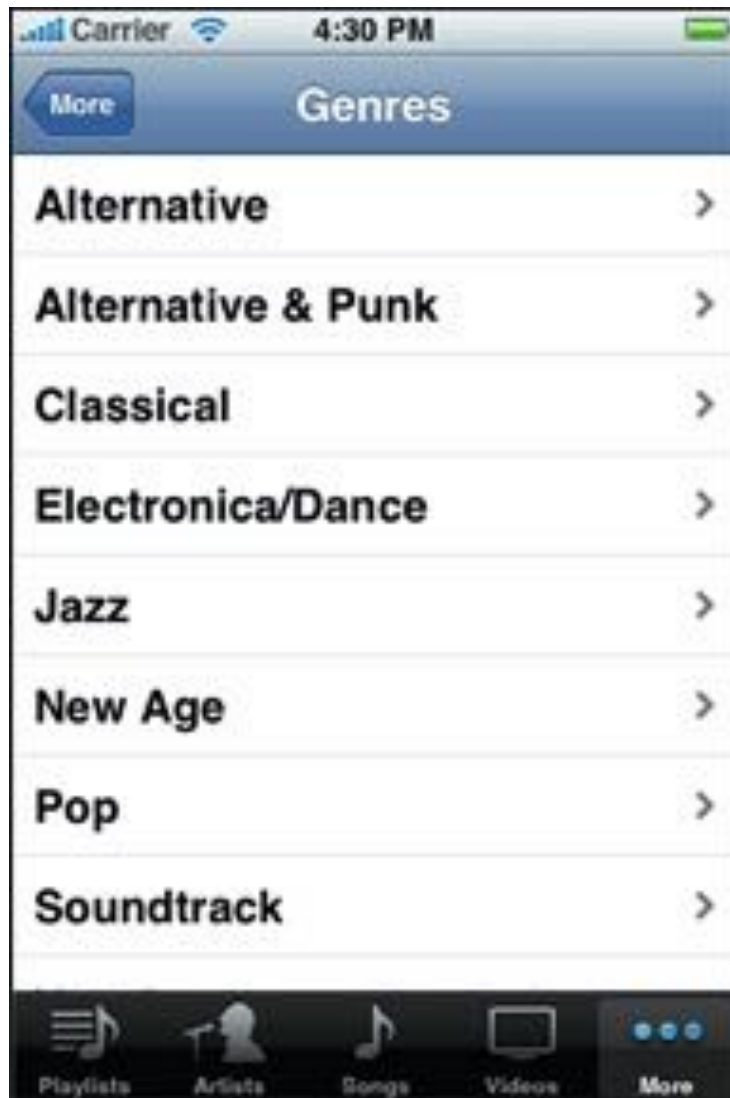 Carrier 4:30 PM
More Genres
Alternative
Alternative & Punk
Classical
Electronica/Dance
Jazz
New Age
Pop
Soundtrack
Playlists Artists Songs Videos More